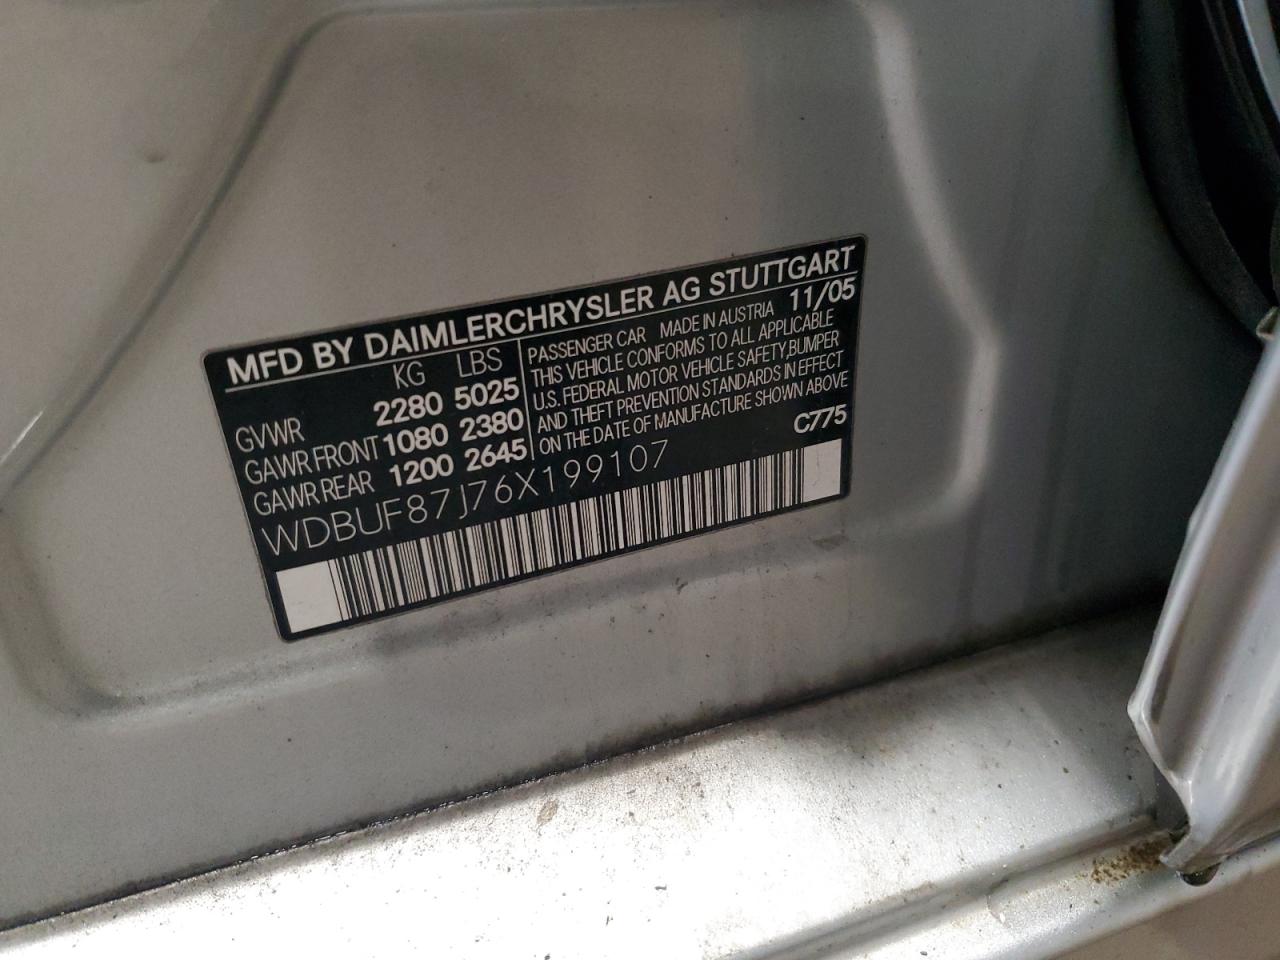 MFD BY DAIMLERCHRYSLER AG STUTTGART
KG LBS
GVWR 2280 5025
GAWR FRONT 1080 2380
GAWR REAR 1200 2645
PASSENGER CAR MADE IN AUSTRIA 11/05
THIS VEHICLE CONFORMS TO ALL APPLICABLE
U.S. FEDERAL MOTOR VEHICLE SAFETY,BUMPER
AND THEFT PREVENTION STANDARDS IN EFFECT
ON THE DATE OF MANUFACTURE SHOWN ABOVE
C775
WDBUF87J76X199107